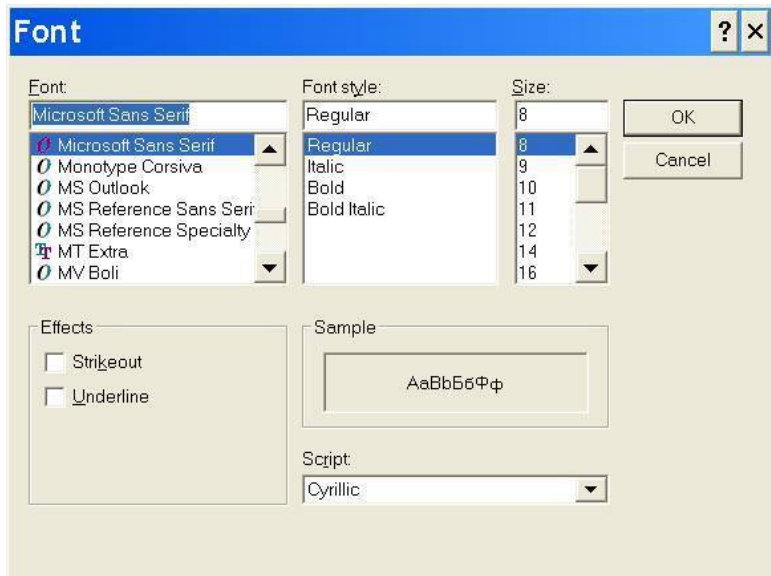 Font
? ×
Font:
Microsoft Sans Serif
Microsoft Sans Serif
Monotype Corsiva
MS Outlook
MS Reference Sans Seri
MS Reference Specialty
MT Extra
MV Boli
Font style:
Regular
Regular
Italic
Bold
Bold Italic
Size:
8
8
9
10
11
12
14
16
OK
Cancel
Effects
Strikeout
Underline
Sample
AaBbБбФф
Script:
Cyrillic